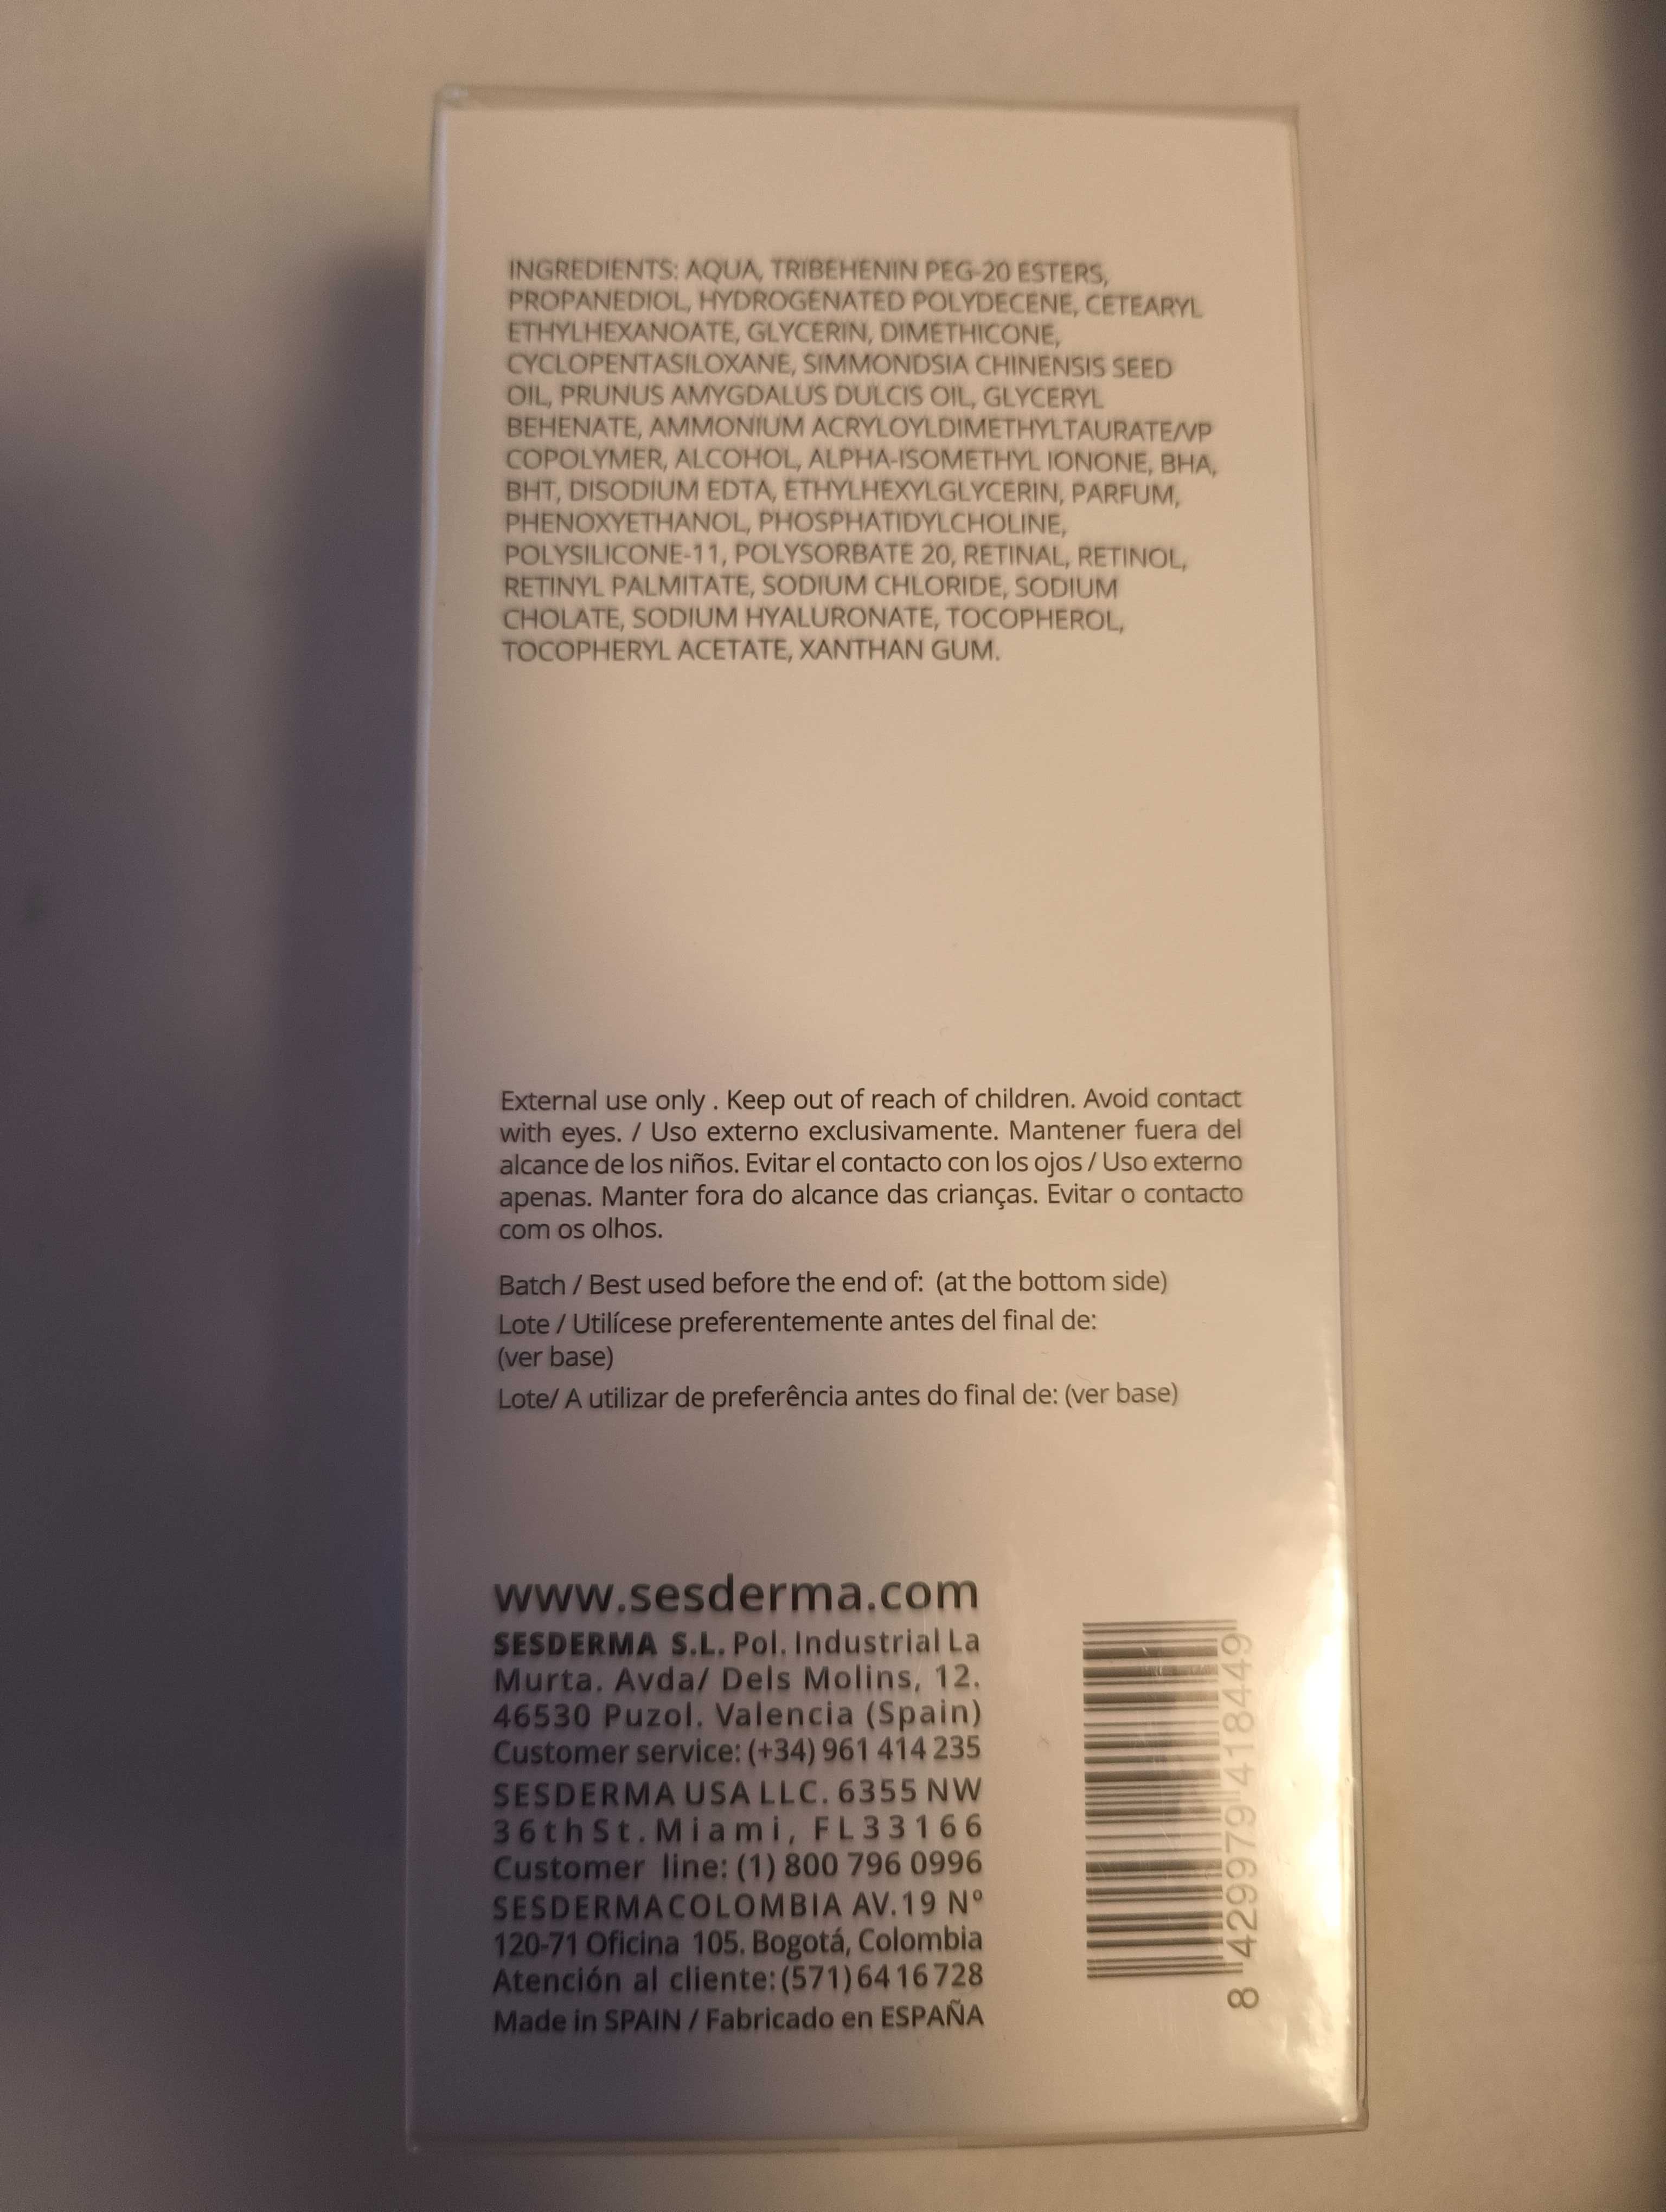 INGREDIENTS: AQUA, TRIBEHENIN PEG-20 ESTERS,
PROPANEDIOL, HYDROGENATED POLYDECENE, CETEARYL
ETHYLHEXANOATE, GLYCERIN, DIMETHICONE,
CYCLOPENTASILOXANE, SIMMONDSIA CHINENSIS SEED
OIL, PRUNUS AMYGDALUS DULCIS OIL, GLYCERYL
BEHENATE, AMMONIUM ACRYLOYLDIMETHYLTAURATE/VP
COPOLYMER, ALCOHOL, ALPHA-ISOMETHYL IONONE, BHA,
BHT, DISODIUM EDTA, ETHYLHEXYLGLYCERIN, PARFUM,
PHENOXYETHANOL, PHOSPHATIDYLCHOLINE,
POLYSILICONE-11, POLYSORBATE 20, RETINAL, RETINOL,
RETINYL PALMITATE, SODIUM CHLORIDE, SODIUM
CHOLATE, SODIUM HYALURONATE, TOCOPHEROL,
TOCOPHERYL ACETATE, XANTHAN GUM.
External use only . Keep out of reach of children. Avoid contact
with eyes. / Uso externo exclusivamente. Mantener fuera del
alcance de los niños. Evitar el contacto con los ojos / Uso externo
apenas. Manter fora do alcance das crianças. Evitar o contacto
com os olhos.
Batch / Best used before the end of: (at the bottom side)
Lote / Utilícese preferentemente antes del final de:
(ver base)
Lote/ A utilizar de preferência antes do final de: (ver base)
www.sesderma.com
SESDERMA S.L. Pol. Industrial La
Murta. Avda/ Dels Molins, 12.
46530 Puzol. Valencia (Spain)
Customer service: (+34) 961 414 235
SESDERMA USA LLC. 6355 NW
36th St. Miami, FL 33166
Customer line: (1) 800 796 0996
SESDERMA COLOMBIA AV.19 Nº
120-71 Oficina 105. Bogotá, Colombia
Atención al cliente: (571) 64 16 728
Made in SPAIN / Fabricado en ESPAÑA
8 429979 418449